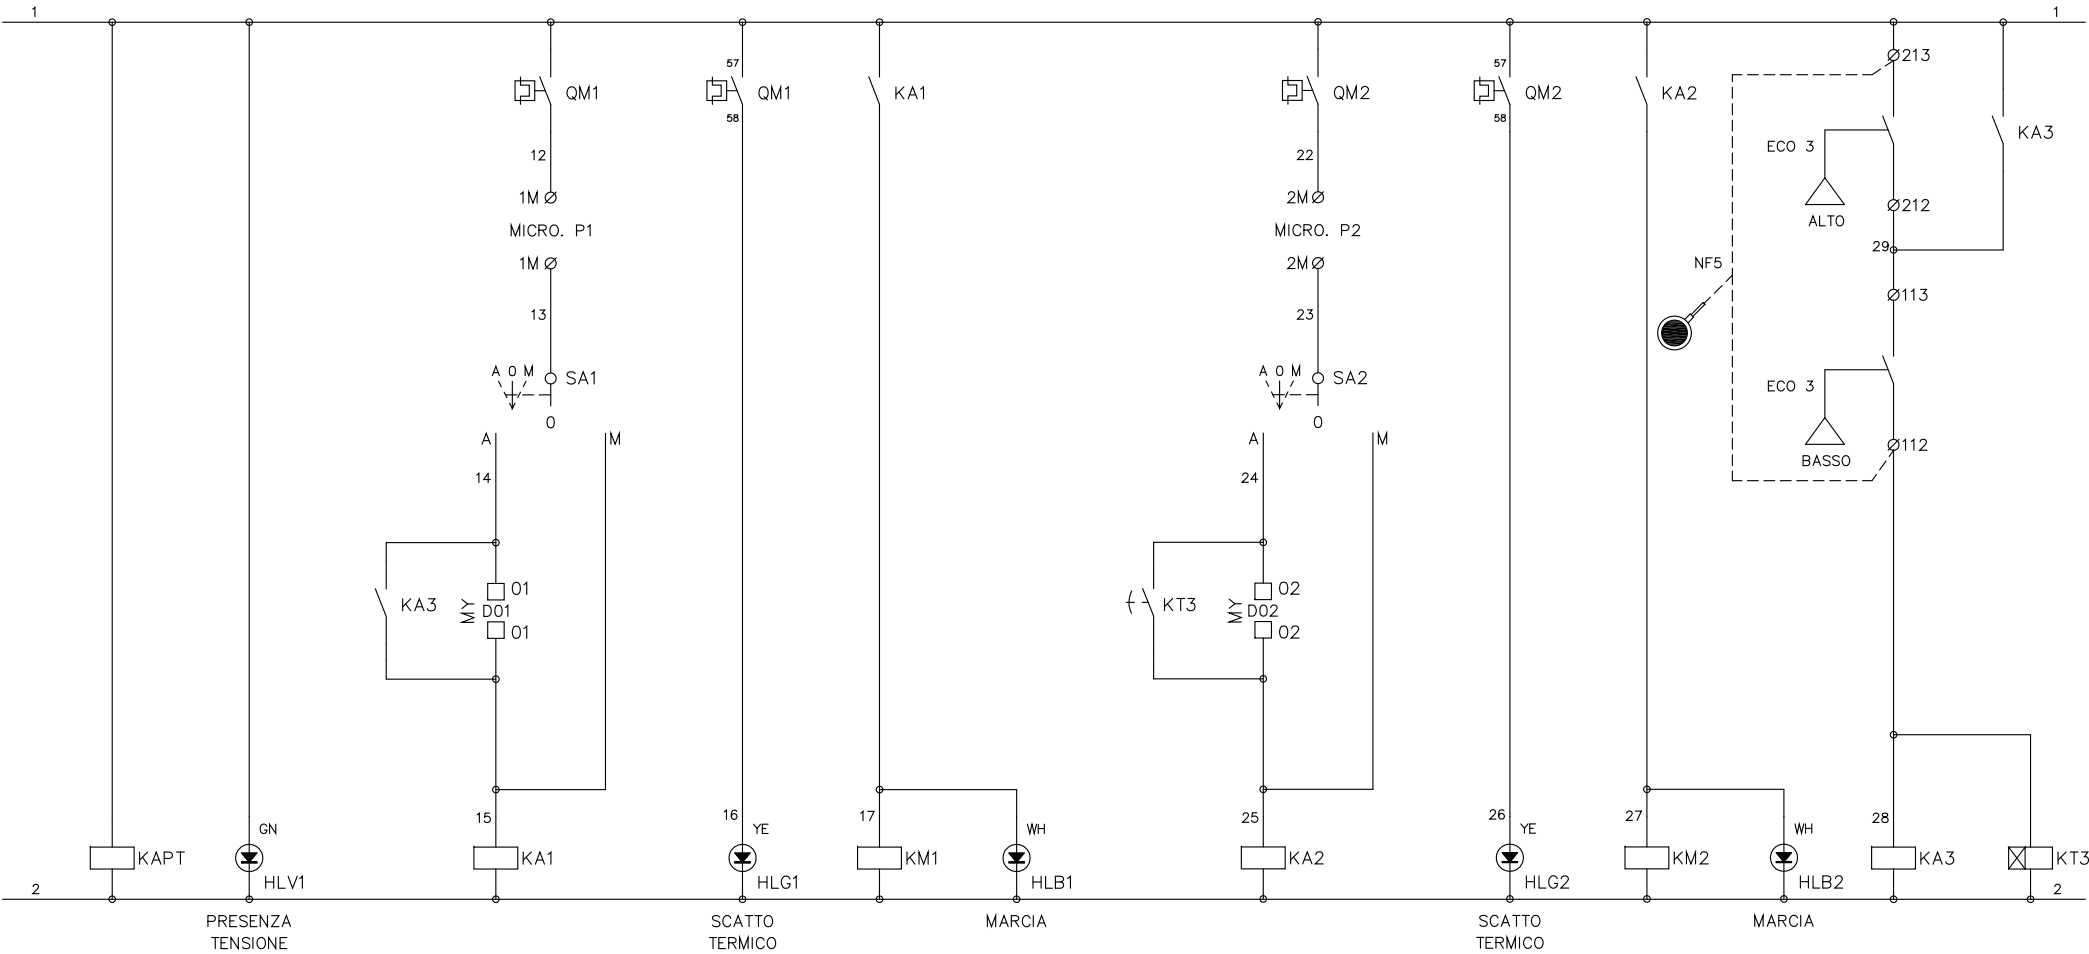 1
1
213
57
57
QM1
QM1
KA1
QM2
QM2
KA2
58
58
KA3
ECO 3
12
22
1M
2M
212
ALTO
MICRO. P1
MICRO. P2
29
1M
2M
NF5
113
13
23
A 0 M
SA1
A 0 M
SA2
ECO 3
0
0
A
M
A
M
112
BASSO
14
24
01
02
KA3
MY
D01
KT3
MY
D02
01
02
15
16
17
25
26
27
28
GN
YE
WH
YE
WH
KAPT
KA1
KM1
KA2
KM2
KA3
KT3
HLV1
HLG1
HLB1
HLG2
HLB2
2
2
PRESENZA
TENSIONE
SCATTO
TERMICO
MARCIA
SCATTO
TERMICO
MARCIA